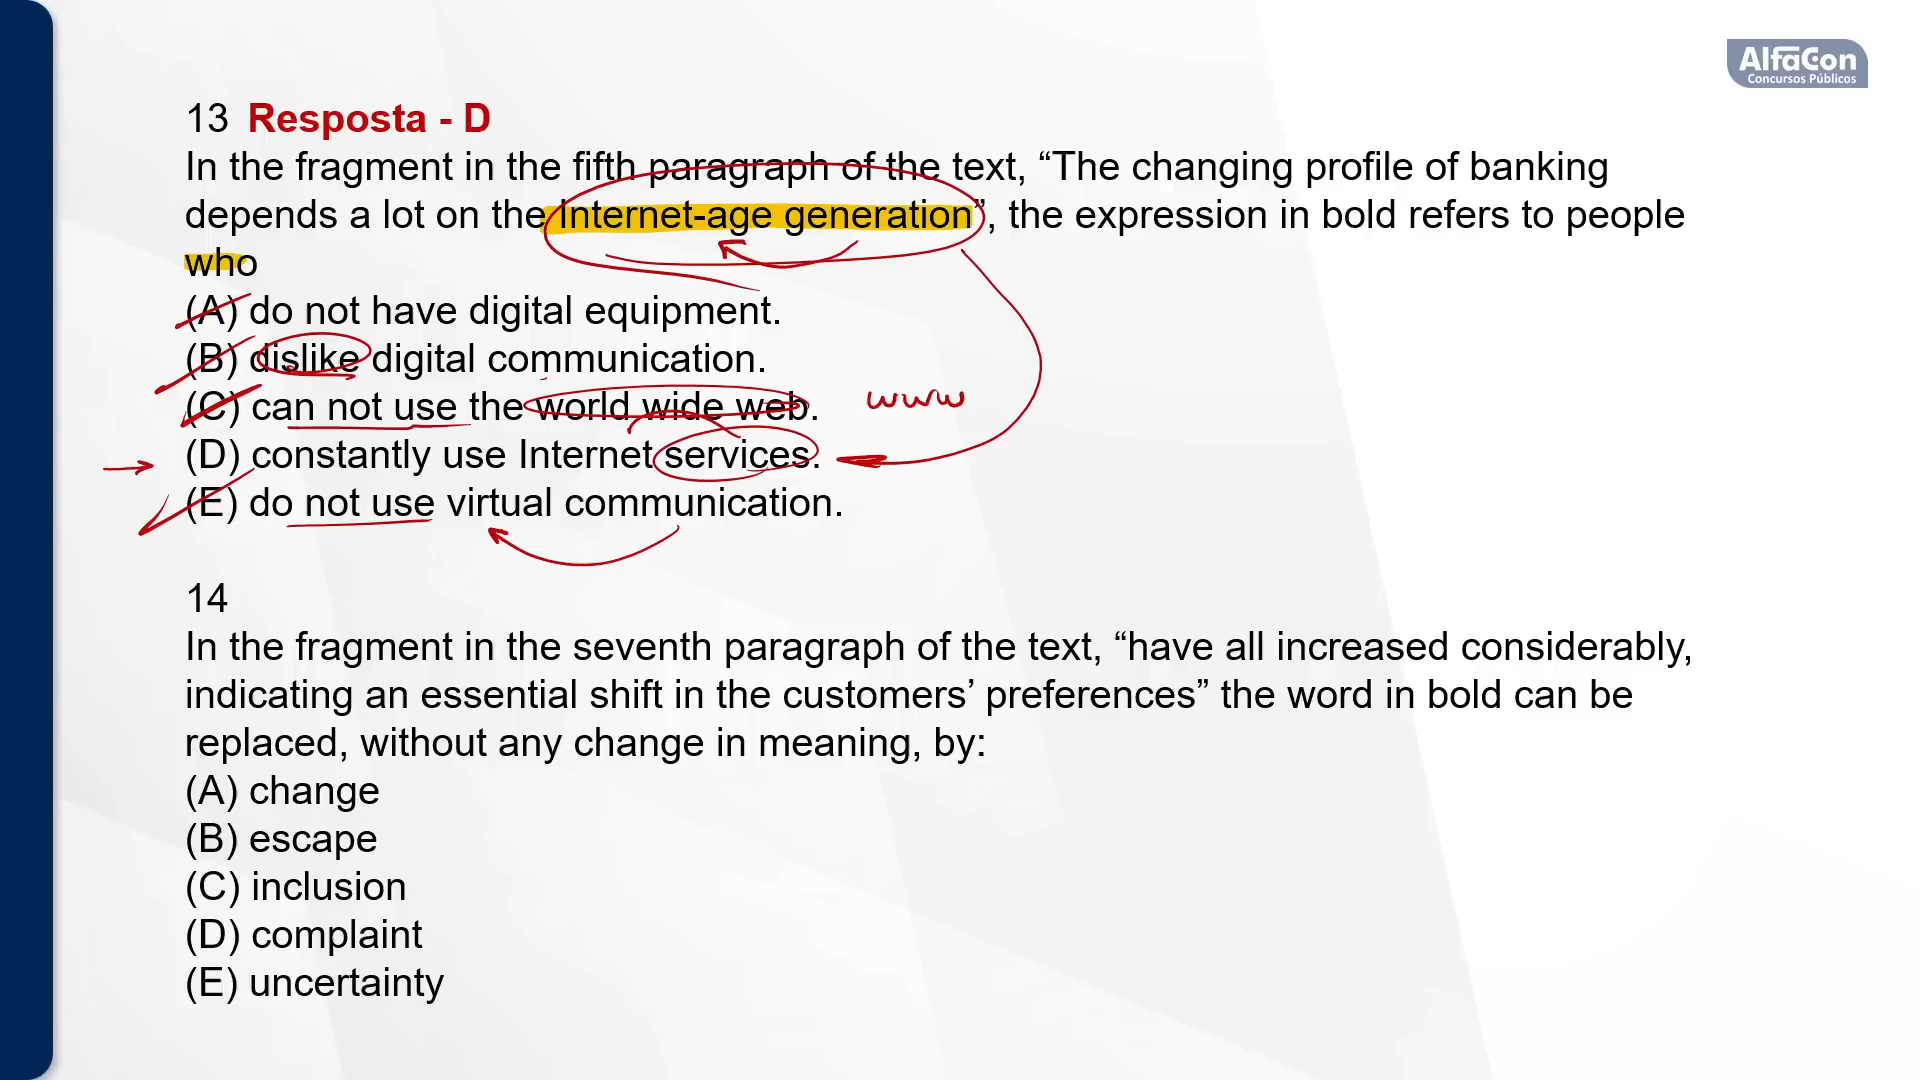 AlfaCon
Concursos Públicos
13 Resposta - D
In the fragment in the fifth paragraph of the text, “The changing profile of banking
depends a lot on the Internet-age generation”, the expression in bold refers to people
who
(A) do not have digital equipment.
(B) dislike digital communication.
(C) can not use the world wide web. www
(D) constantly use Internet services.
(E) do not use virtual communication.
14
In the fragment in the seventh paragraph of the text, “have all increased considerably,
indicating an essential shift in the customers’ preferences” the word in bold can be
replaced, without any change in meaning, by:
(A) change
(B) escape
(C) inclusion
(D) complaint
(E) uncertainty